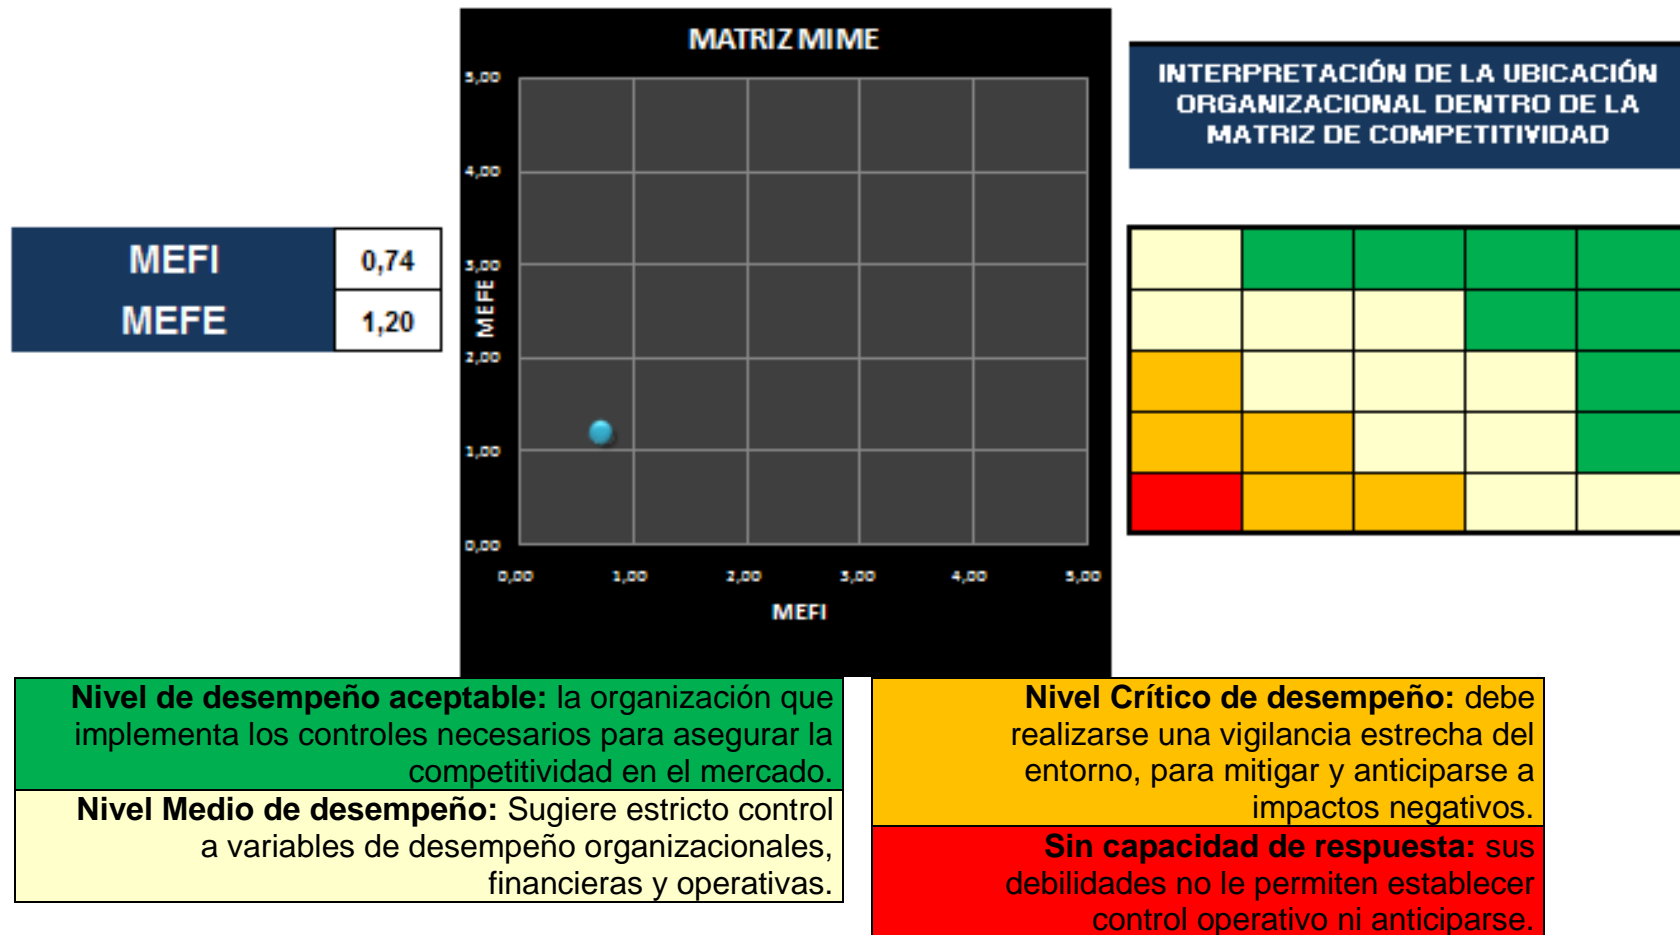 MATRIZ MIME
5,00
4,00
3,00
2,00
1,00
0,00
MEFE
0,00 1,00 2,00 3,00 4,00 5,00
MEFI
MEFI 0,74
MEFE 1,20
INTERPRETACIÓN DE LA UBICACIÓN
ORGANIZACIONAL DENTRO DE LA
MATRIZ DE COMPETITIVIDAD
Nivel de desempeño aceptable: la organización que
implementa los controles necesarios para asegurar la
competitividad en el mercado.
Nivel Medio de desempeño: Sugiere estricto control
a variables de desempeño organizacionales,
financieras y operativas.
Nivel Crítico de desempeño: debe
realizarse una vigilancia estrecha del
entorno, para mitigar y anticiparse a
impactos negativos.
Sin capacidad de respuesta: sus
debilidades no le permiten establecer
control operativo ni anticiparse.